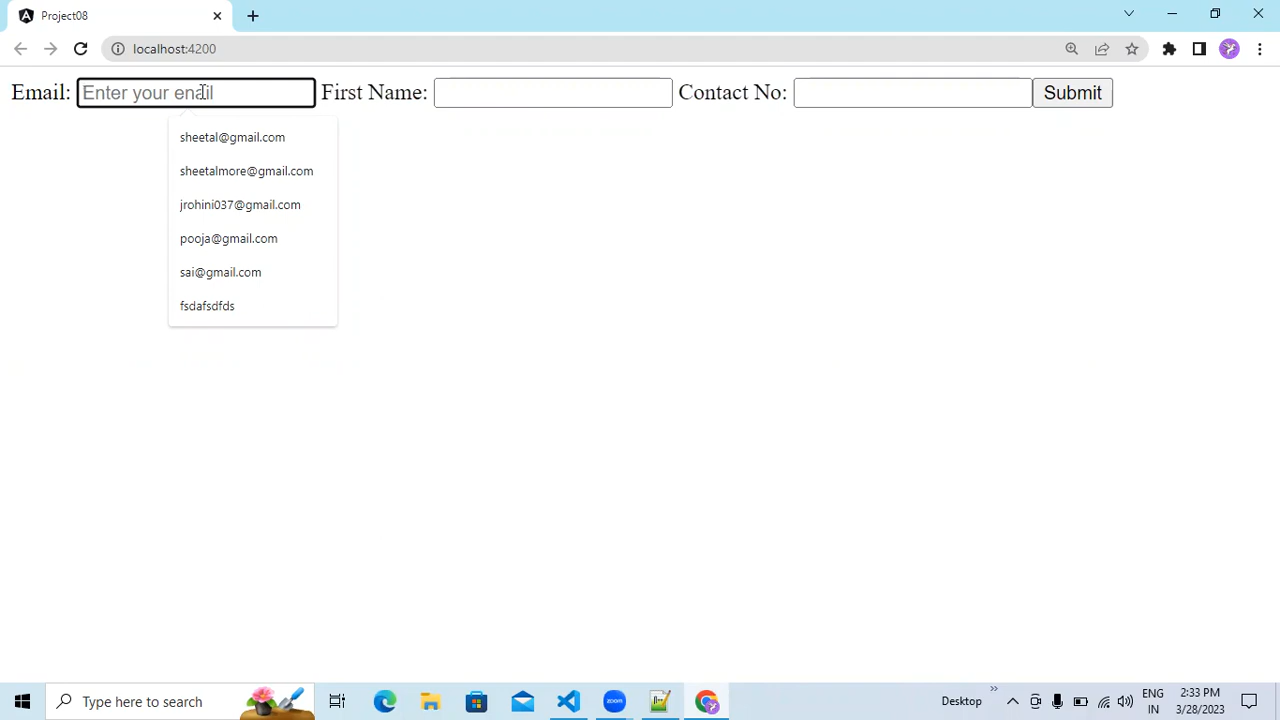 Project08
localhost:4200
Email: Enter your email First Name: Contact No: Submit
sheetal@gmail.com
sheetalmore@gmail.com
jrohini037@gmail.com
pooja@gmail.com
sai@gmail.com
fsdafsdfds
Type here to search
zoom
Desktop
ENG
IN
2:33 PM
3/28/2023